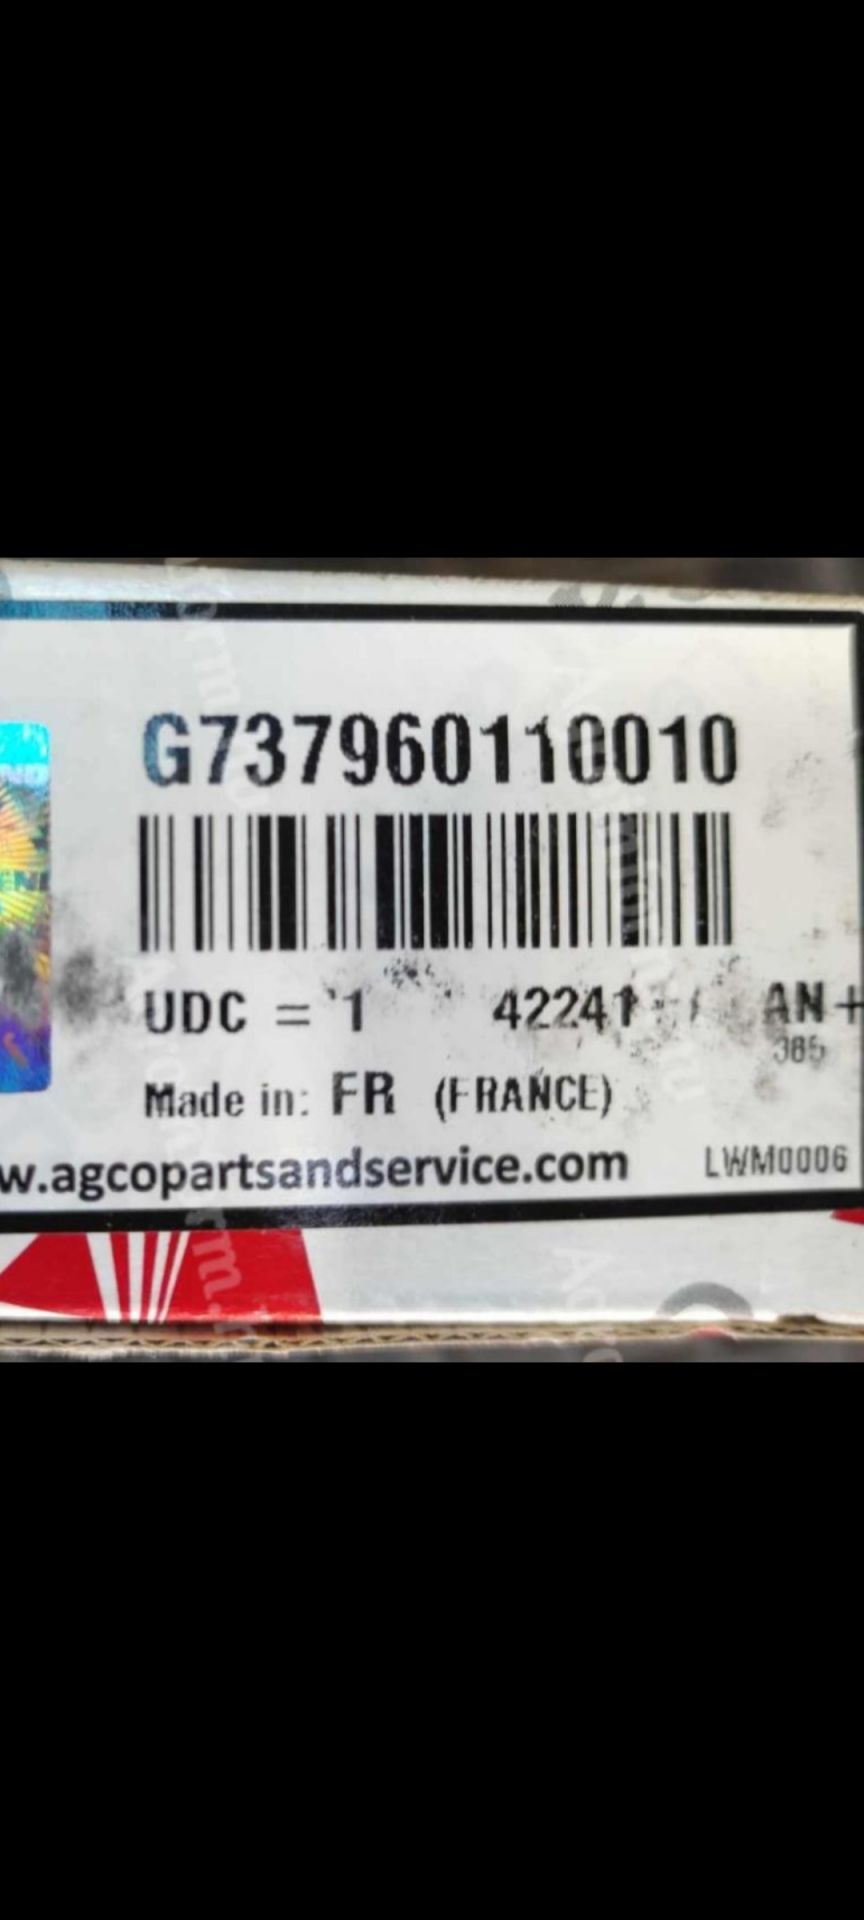 G737960110010
UDC = 1 42241 AN+
385
Made in: FR (FRANCE)
w.agcopartsandservice.com LWM0006